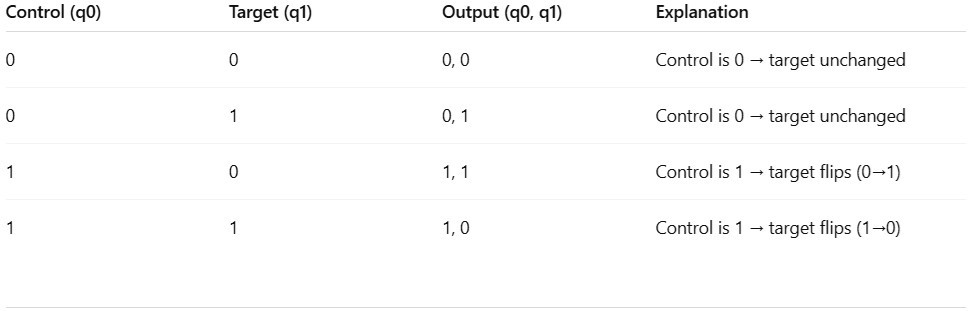 Control (q0) Target (q1) Output (q0, q1) Explanation
0 0 0, 0 Control is 0 → target unchanged
0 1 0, 1 Control is 0 → target unchanged
1 0 1, 1 Control is 1 → target flips (0→1)
1 1 1, 0 Control is 1 → target flips (1→0)